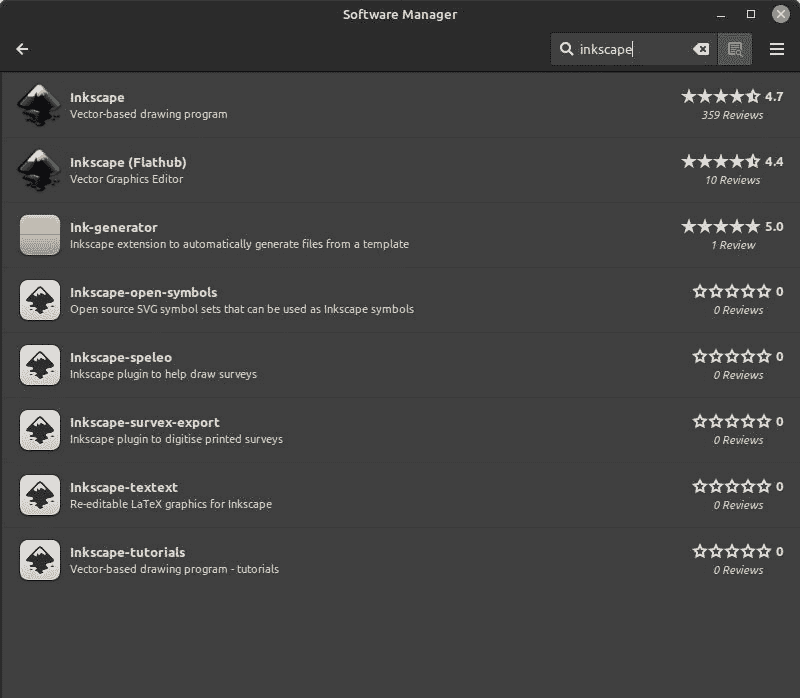 Software Manager
inkscape
Inkscape
4.7
Vector-based drawing program
359 Reviews
Inkscape (Flathub)
4.4
Vector Graphics Editor
10 Reviews
Ink-generator
5.0
Inkscape extension to automatically generate files from a template
1 Review
Inkscape-open-symbols
0
Open source SVG symbol sets that can be used as Inkscape symbols
0 Reviews
Inkscape-speleo
0
Inkscape plugin to help draw surveys
0 Reviews
Inkscape-survex-export
0
Inkscape plugin to digitise printed surveys
0 Reviews
Inkscape-textext
0
Re-editable LaTeX graphics for Inkscape
0 Reviews
Inkscape-tutorials
0
Vector-based drawing program - tutorials
0 Reviews